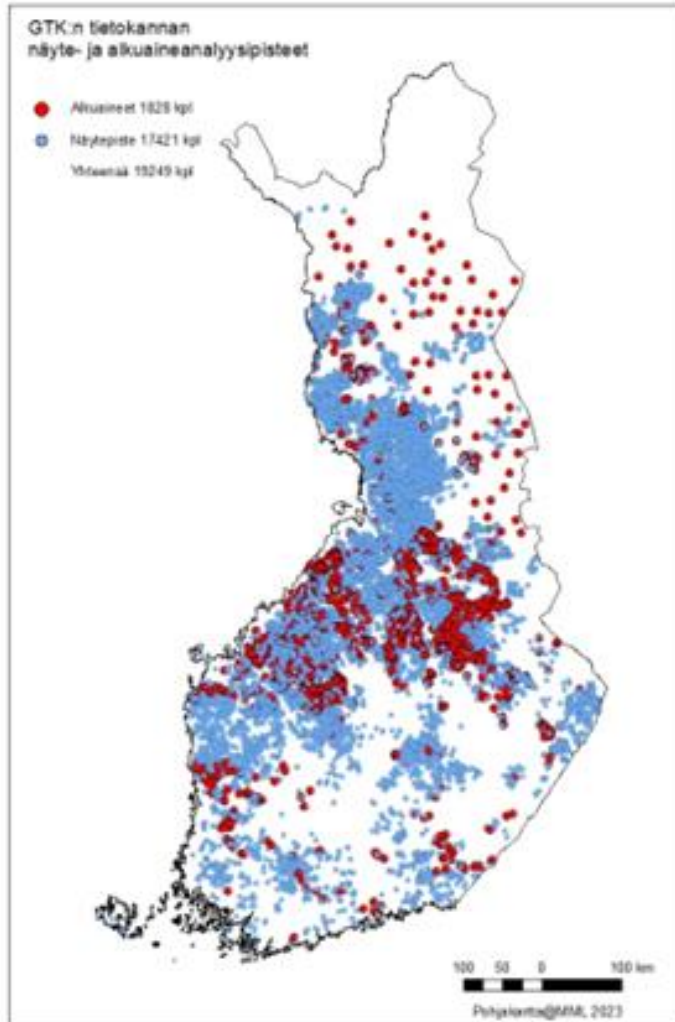 GTK:n tietokannan
näyte- ja alkuaineanalyysipisteet
Alkuaineet 1828 kpl
Näytepiste 17421 kpl
Yhteensä 19249 kpl
100 50 0 100 km
Pohjakartta@MML 2023